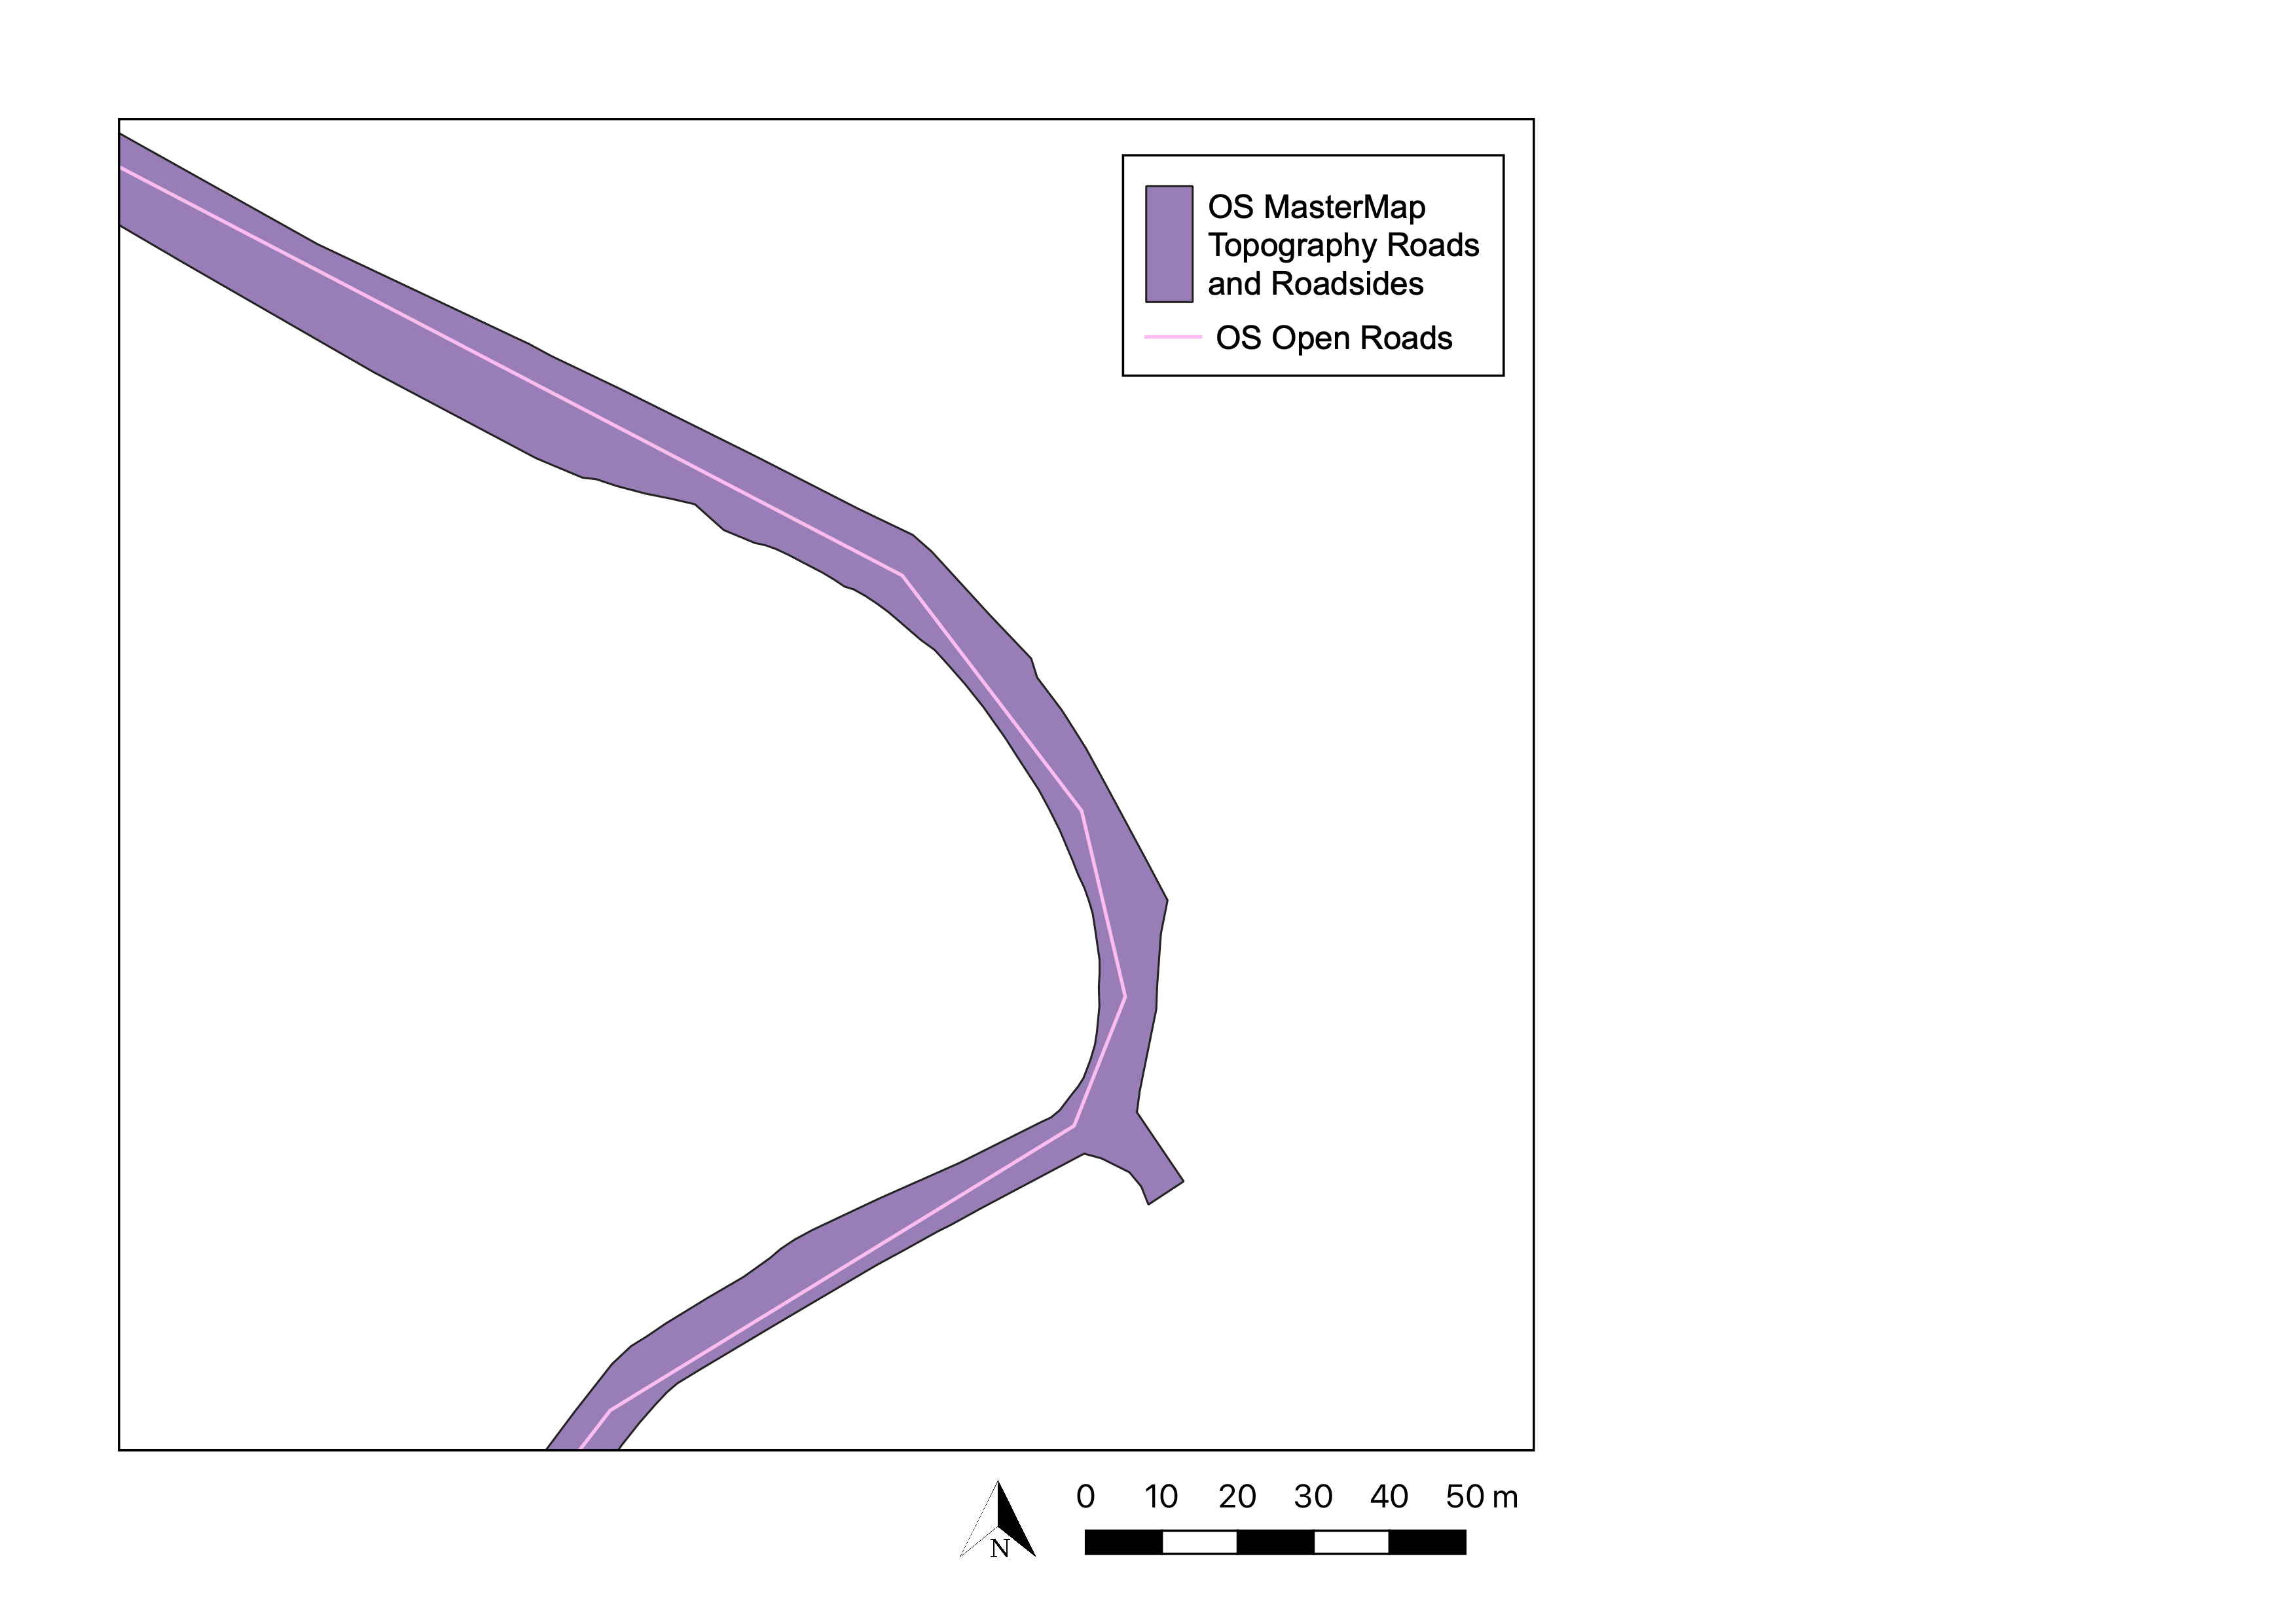 OS MasterMap
Topography Roads
and Roadsides
OS Open Roads
0 10 20 30 40 50 m
N